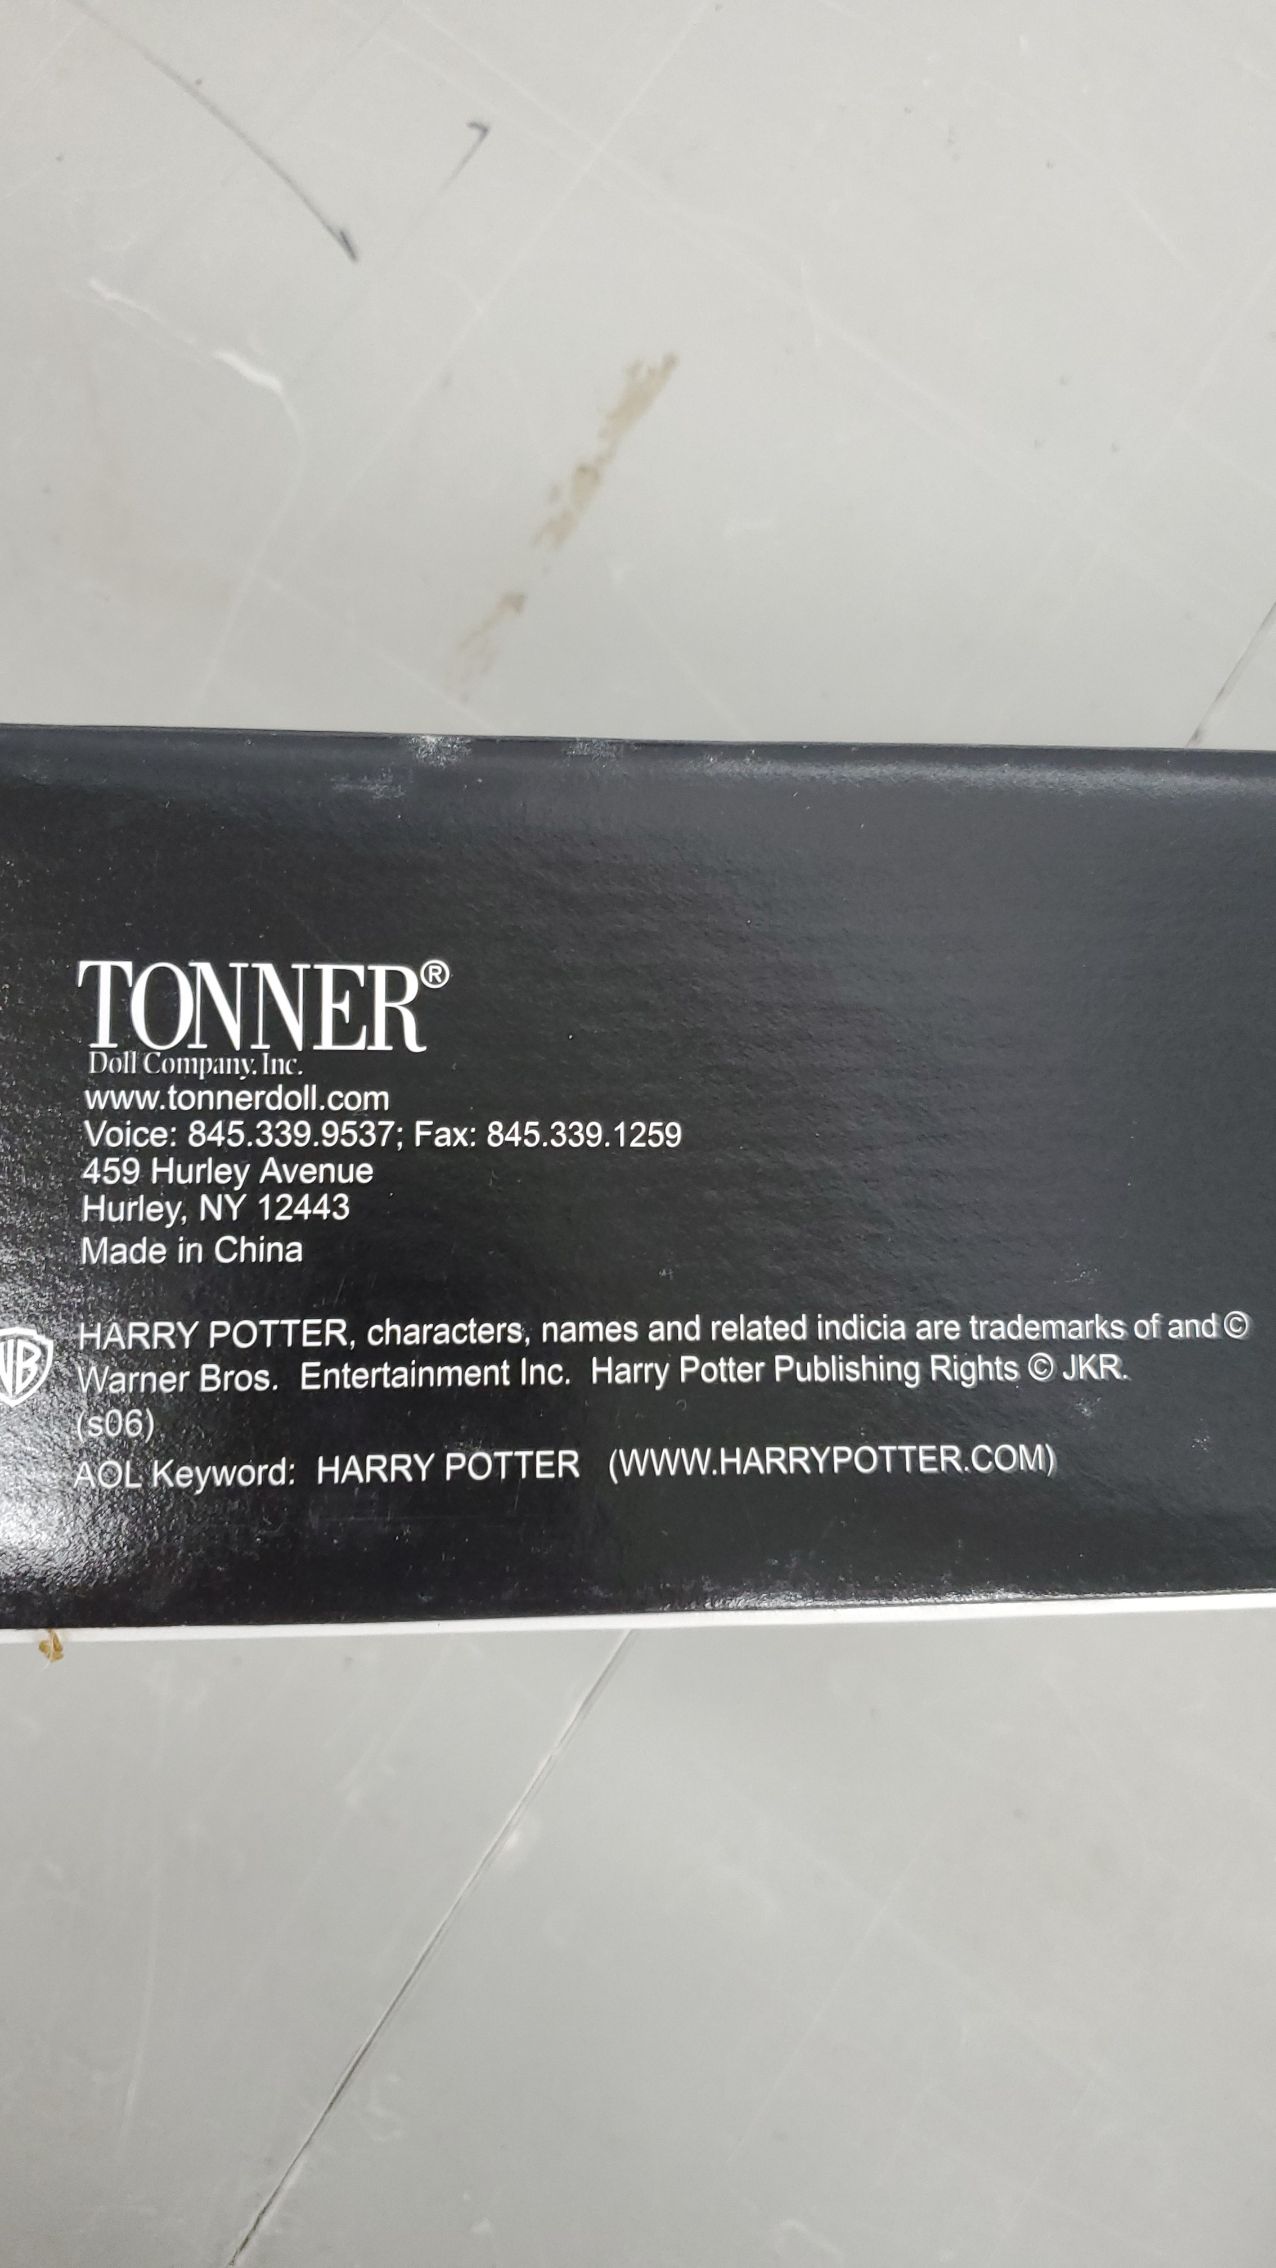 TONNER®
Doll Company, Inc.
www.tonnerdoll.com
Voice: 845.339.9537; Fax: 845.339.1259
459 Hurley Avenue
Hurley, NY 12443
Made in China
WB HARRY POTTER, characters, names and related indicia are trademarks of and ©
Warner Bros. Entertainment Inc. Harry Potter Publishing Rights © JKR.
(s06)
AOL Keyword: HARRY POTTER (WWW.HARRYPOTTER.COM)